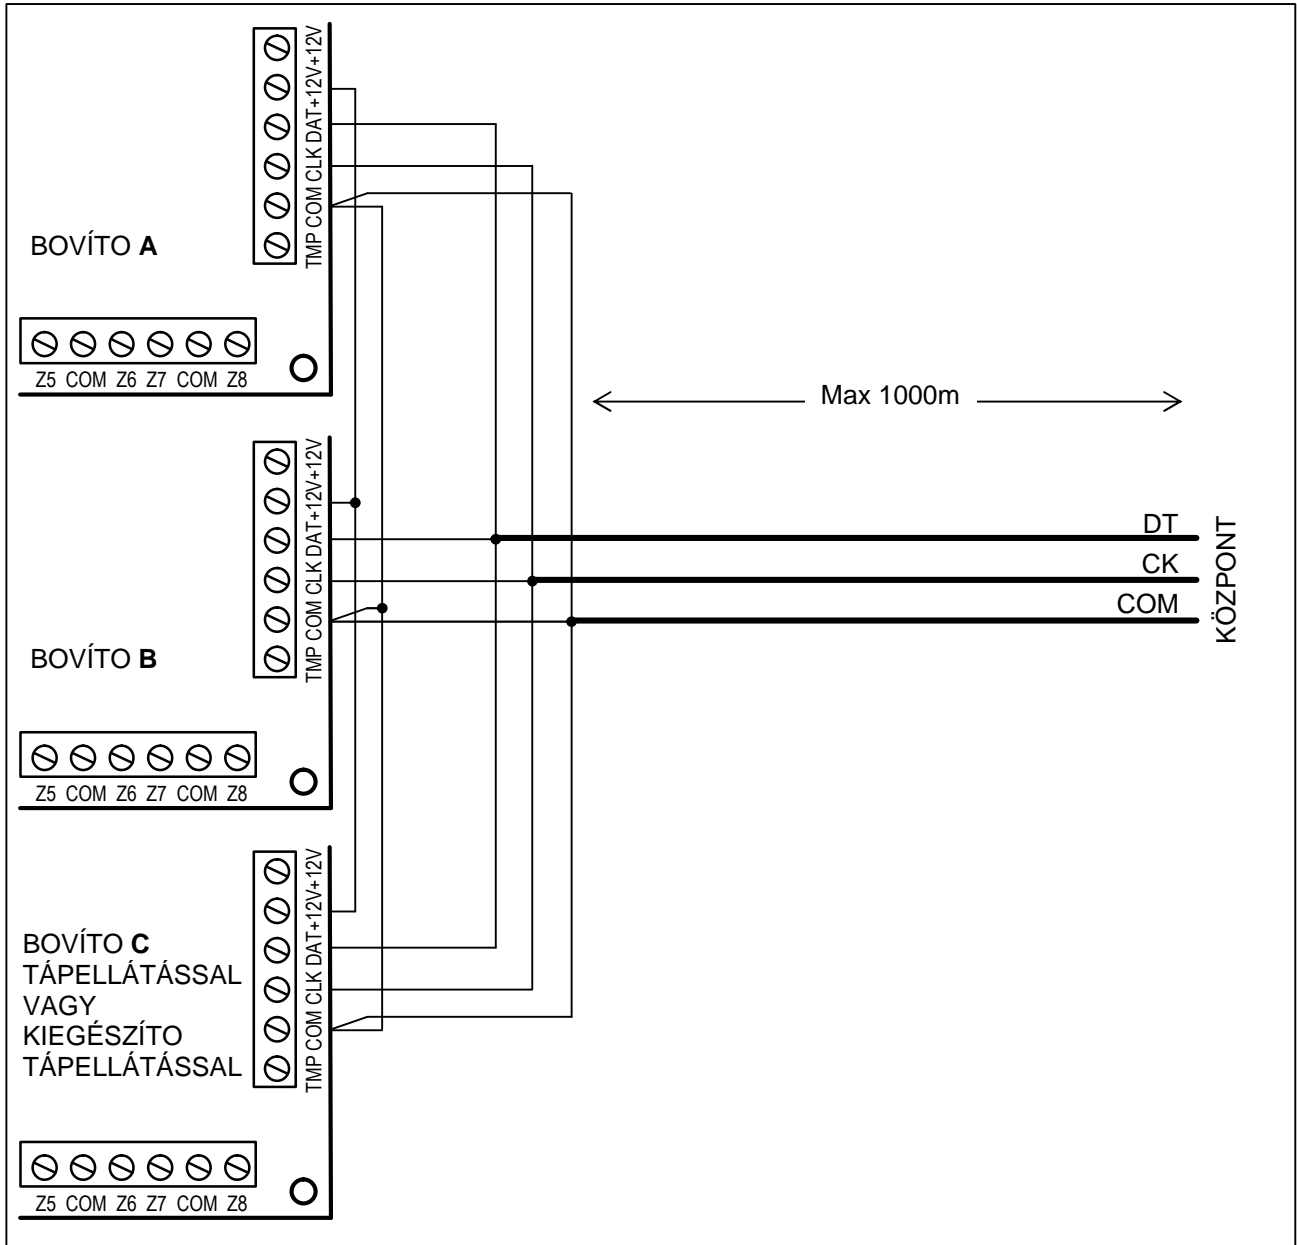 TMP COM CLK DAT+12V+12V
BOVÍTO A
Z5 COM Z6 Z7 COM Z8
Max 1000m
TMP COM CLK DAT+12V+12V
DT
CK
COM
KÖZPONT
BOVÍTO B
Z5 COM Z6 Z7 COM Z8
TMP COM CLK DAT+12V+12V
BOVÍTO C
TÁPELLÁTÁSSAL
VAGY
KIEGÉSZÍTO
TÁPELLÁTÁSSAL
Z5 COM Z6 Z7 COM Z8